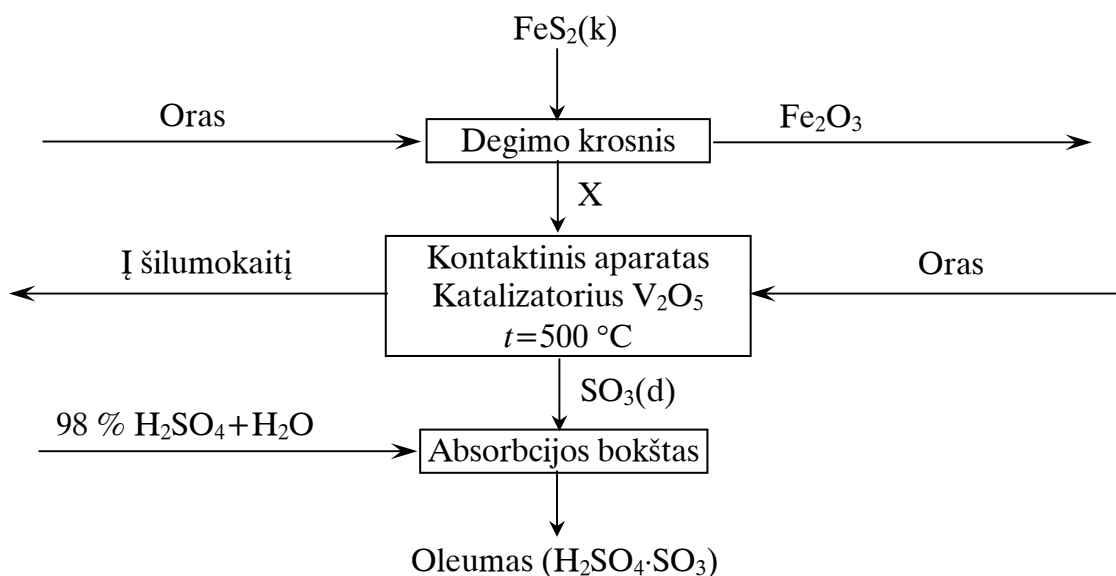 FeS₂(k)
Oras
Degimo krosnis
Fe₂O₃
X
Į šilumokaitį
Kontaktinis aparatas
Katalizatorius V₂O₅
t=500 °C
Oras
SO₃(d)
98 % H₂SO₄+H₂O
Absorbcijos bokštas
Oleumas (H₂SO₄·SO₃)